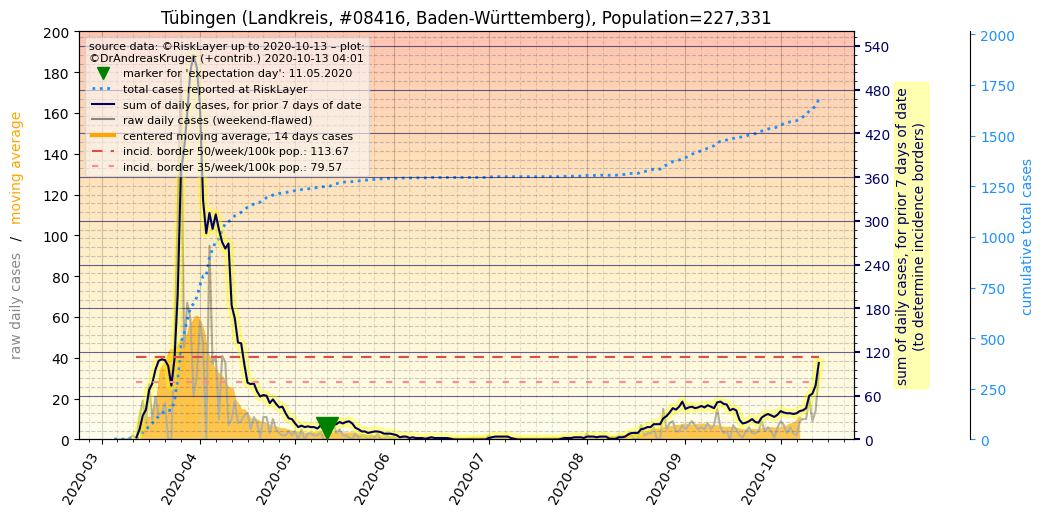 Tübingen (Landkreis, #08416, Baden-Württemberg), Population=227,331
source data: ©RiskLayer up to 2020-10-13 – plot:
©DrAndreasKruger (+contrib.) 2020-10-13 04:01
marker for 'expectation day': 11.05.2020
total cases reported at RiskLayer
sum of daily cases, for prior 7 days of date
raw daily cases (weekend-flawed)
centered moving average, 14 days cases
incid. border 50/week/100k pop.: 113.67
incid. border 35/week/100k pop.: 79.57
raw daily cases / moving average
200
180
160
140
120
100
80
60
40
20
0
2020-03
2020-04
2020-05
2020-06
2020-07
2020-08
2020-09
2020-10
540
480
420
360
300
240
180
120
60
0
sum of daily cases, for prior 7 days of date
(to determine incidence borders)
2000
1750
1500
1250
1000
750
500
250
0
cumulative total cases